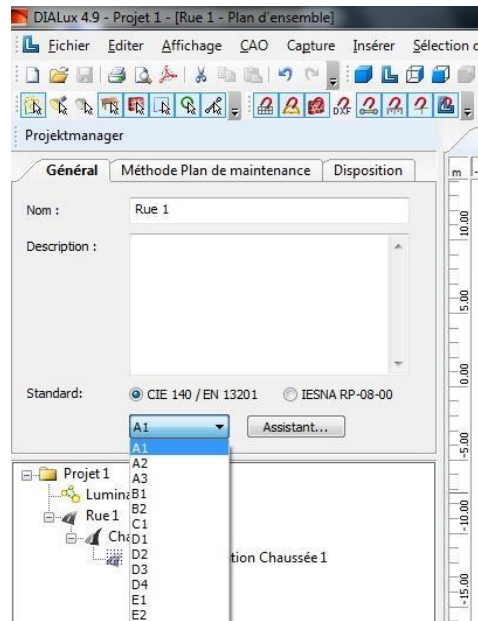 DIALux 4.9 - Projet 1 - [Rue 1 - Plan d'ensemble]
Fichier Editer Affichage CAO Capture Insérer Sélection
DXF
Projektmanager
Général Méthode Plan de maintenance Disposition
m
Nom : Rue 1
Description :
10.00
5.00
0.00
-5.00
-10.00
-15.00
Standard: CIE 140 / EN 13201 IESNA RP-08-00
A1 Assistant...
A1
A2
A3
B1
B2
C1
D1
D2
D3
D4
E1
E2
Projet 1
Lumina
Rue 1
Cha
tion Chaussée 1